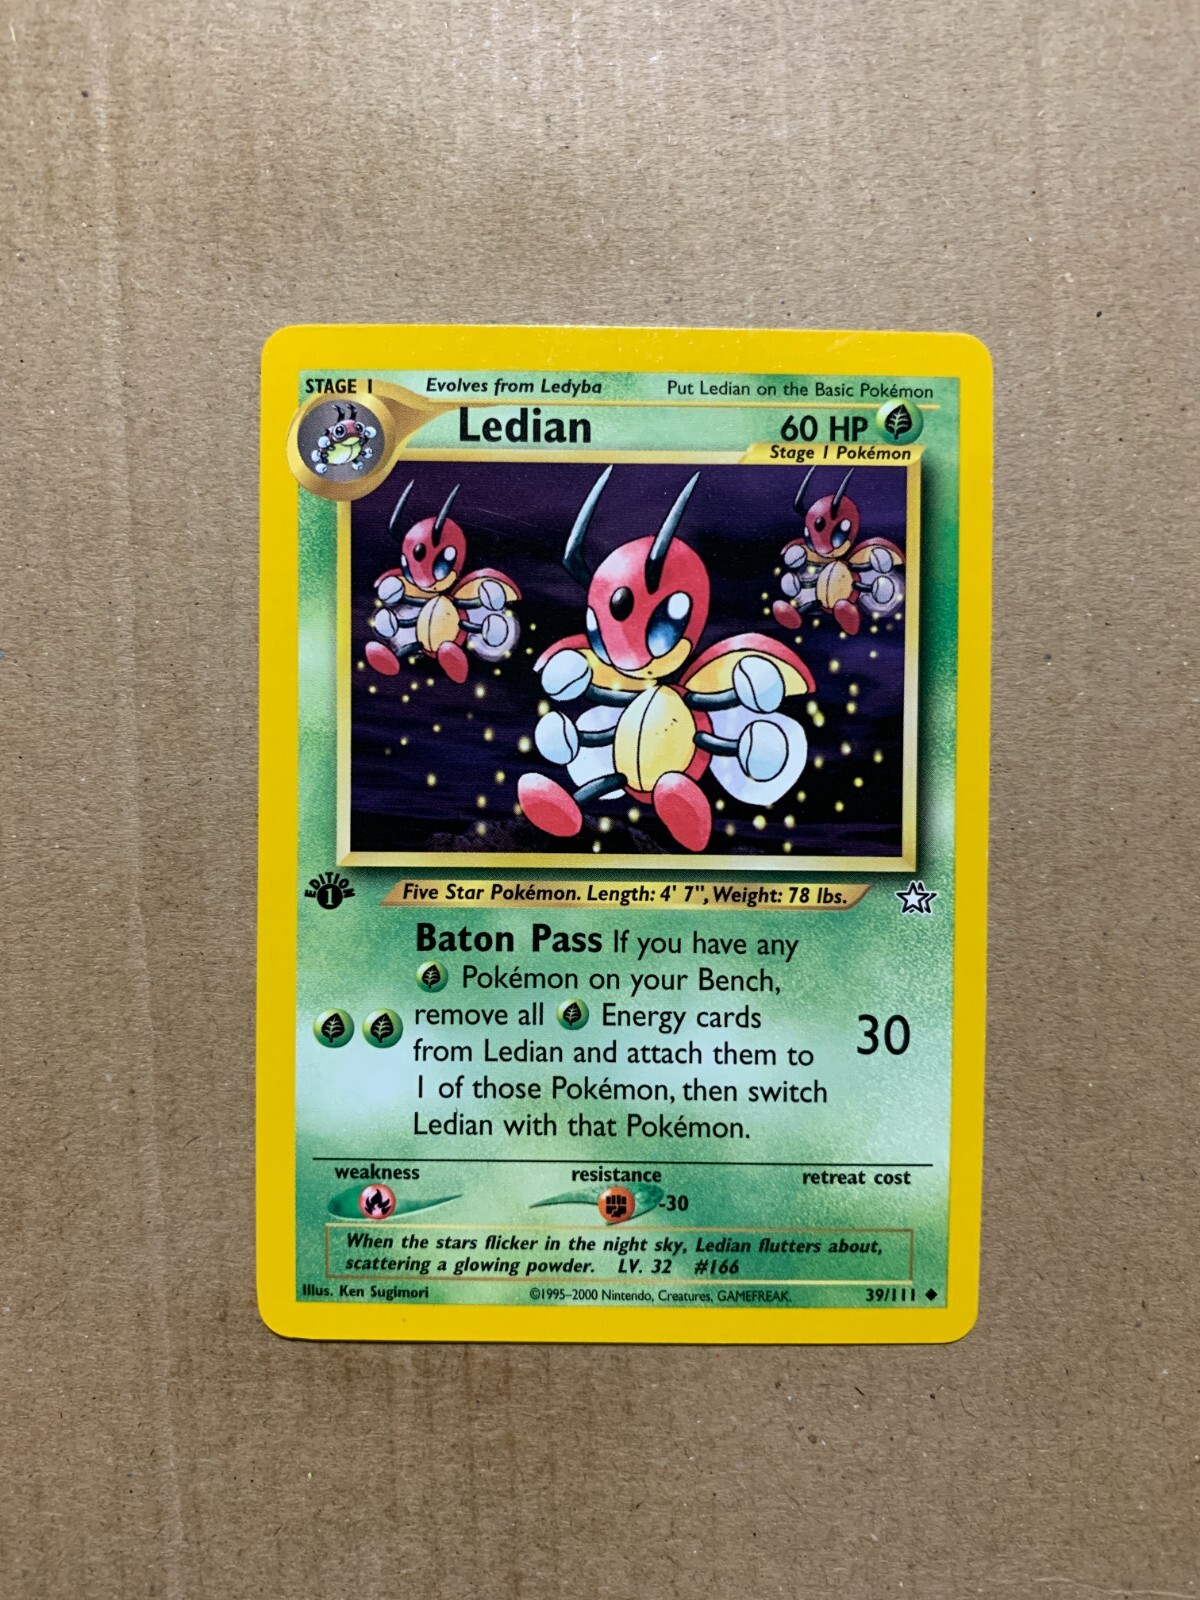 STAGE 1 Evolves from Ledyba Put Ledian on the Basic Pokémon
Ledian 60 HP
Stage 1 Pokémon
EDITION
1
Five Star Pokémon. Length: 4' 7", Weight: 78 lbs.
Baton Pass If you have any
Pokémon on your Bench,
remove all Energy cards
from Ledian and attach them to
1 of those Pokémon, then switch
Ledian with that Pokémon.
30
weakness resistance retreat cost
-30
When the stars flicker in the night sky, Ledian flutters about,
scattering a glowing powder. LV. 32 #166
Illus. Ken Sugimori ©1995–2000 Nintendo, Creatures, GAMEFREAK. 39/111